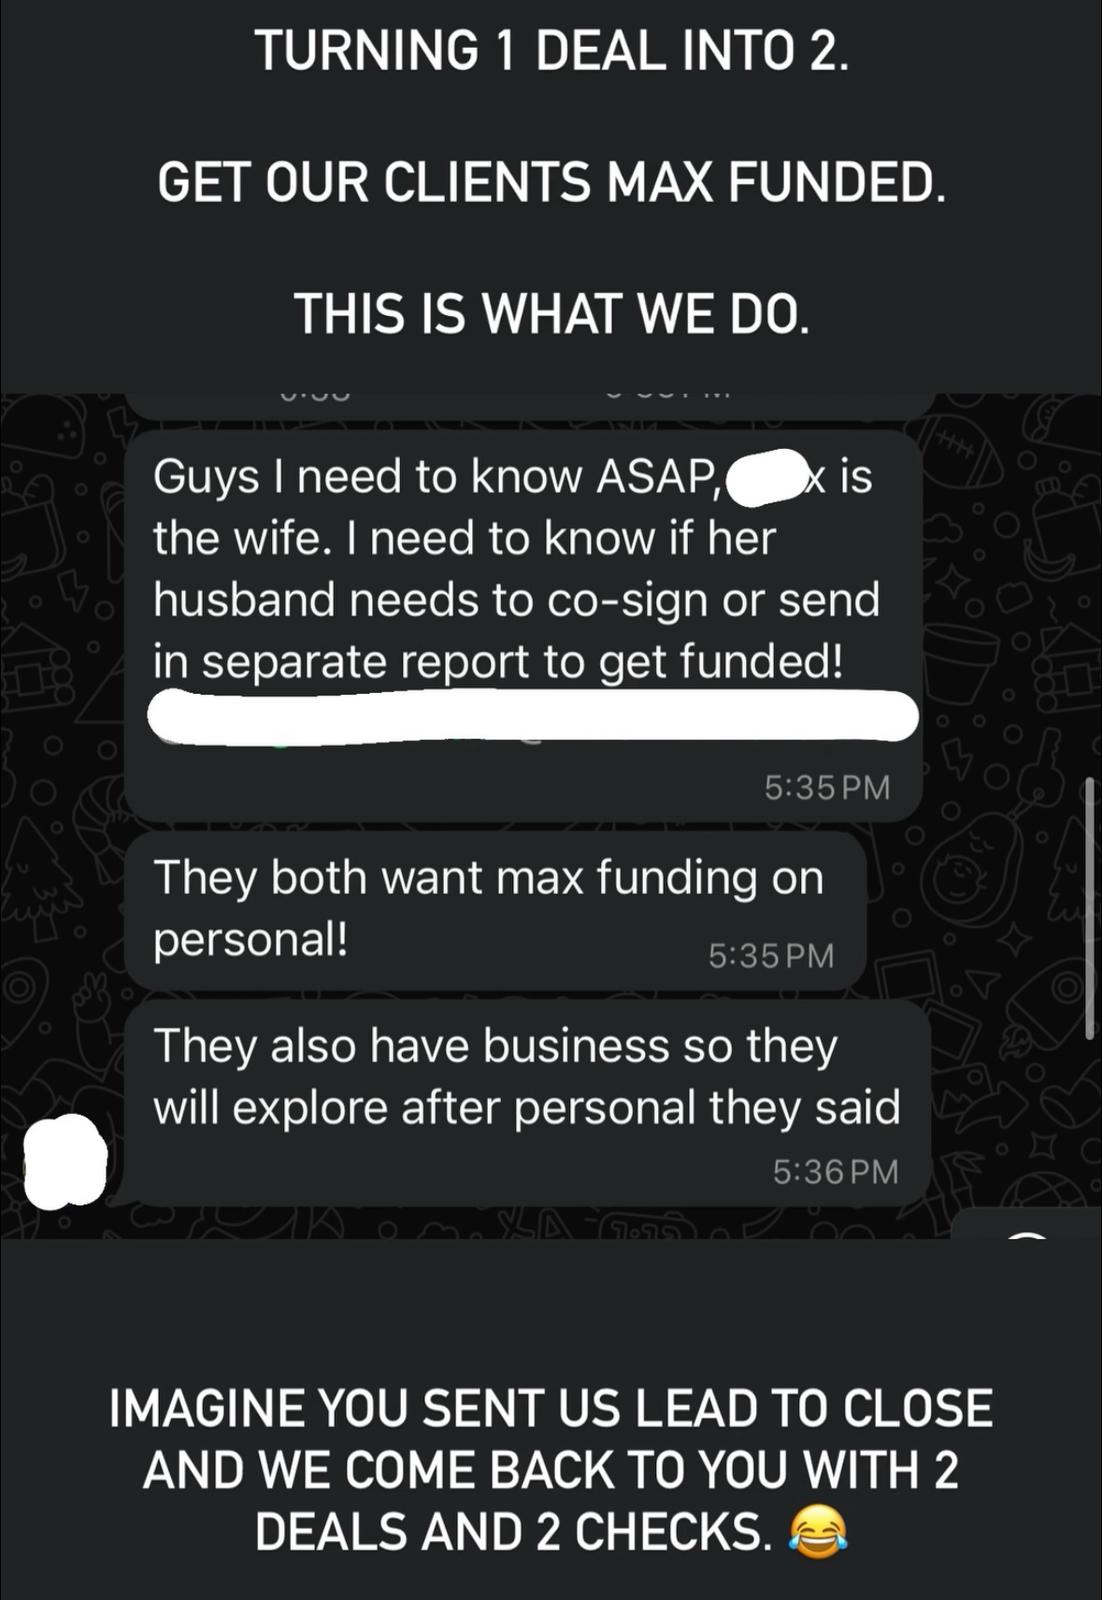 TURNING 1 DEAL INTO 2.
GET OUR CLIENTS MAX FUNDED.
THIS IS WHAT WE DO.
Guys I need to know ASAP, x is
the wife. I need to know if her
husband needs to co-sign or send
in separate report to get funded!
5:35 PM
They both want max funding on
personal!
5:35 PM
They also have business so they
will explore after personal they said
5:36 PM
IMAGINE YOU SENT US LEAD TO CLOSE
AND WE COME BACK TO YOU WITH 2
DEALS AND 2 CHECKS. 😂